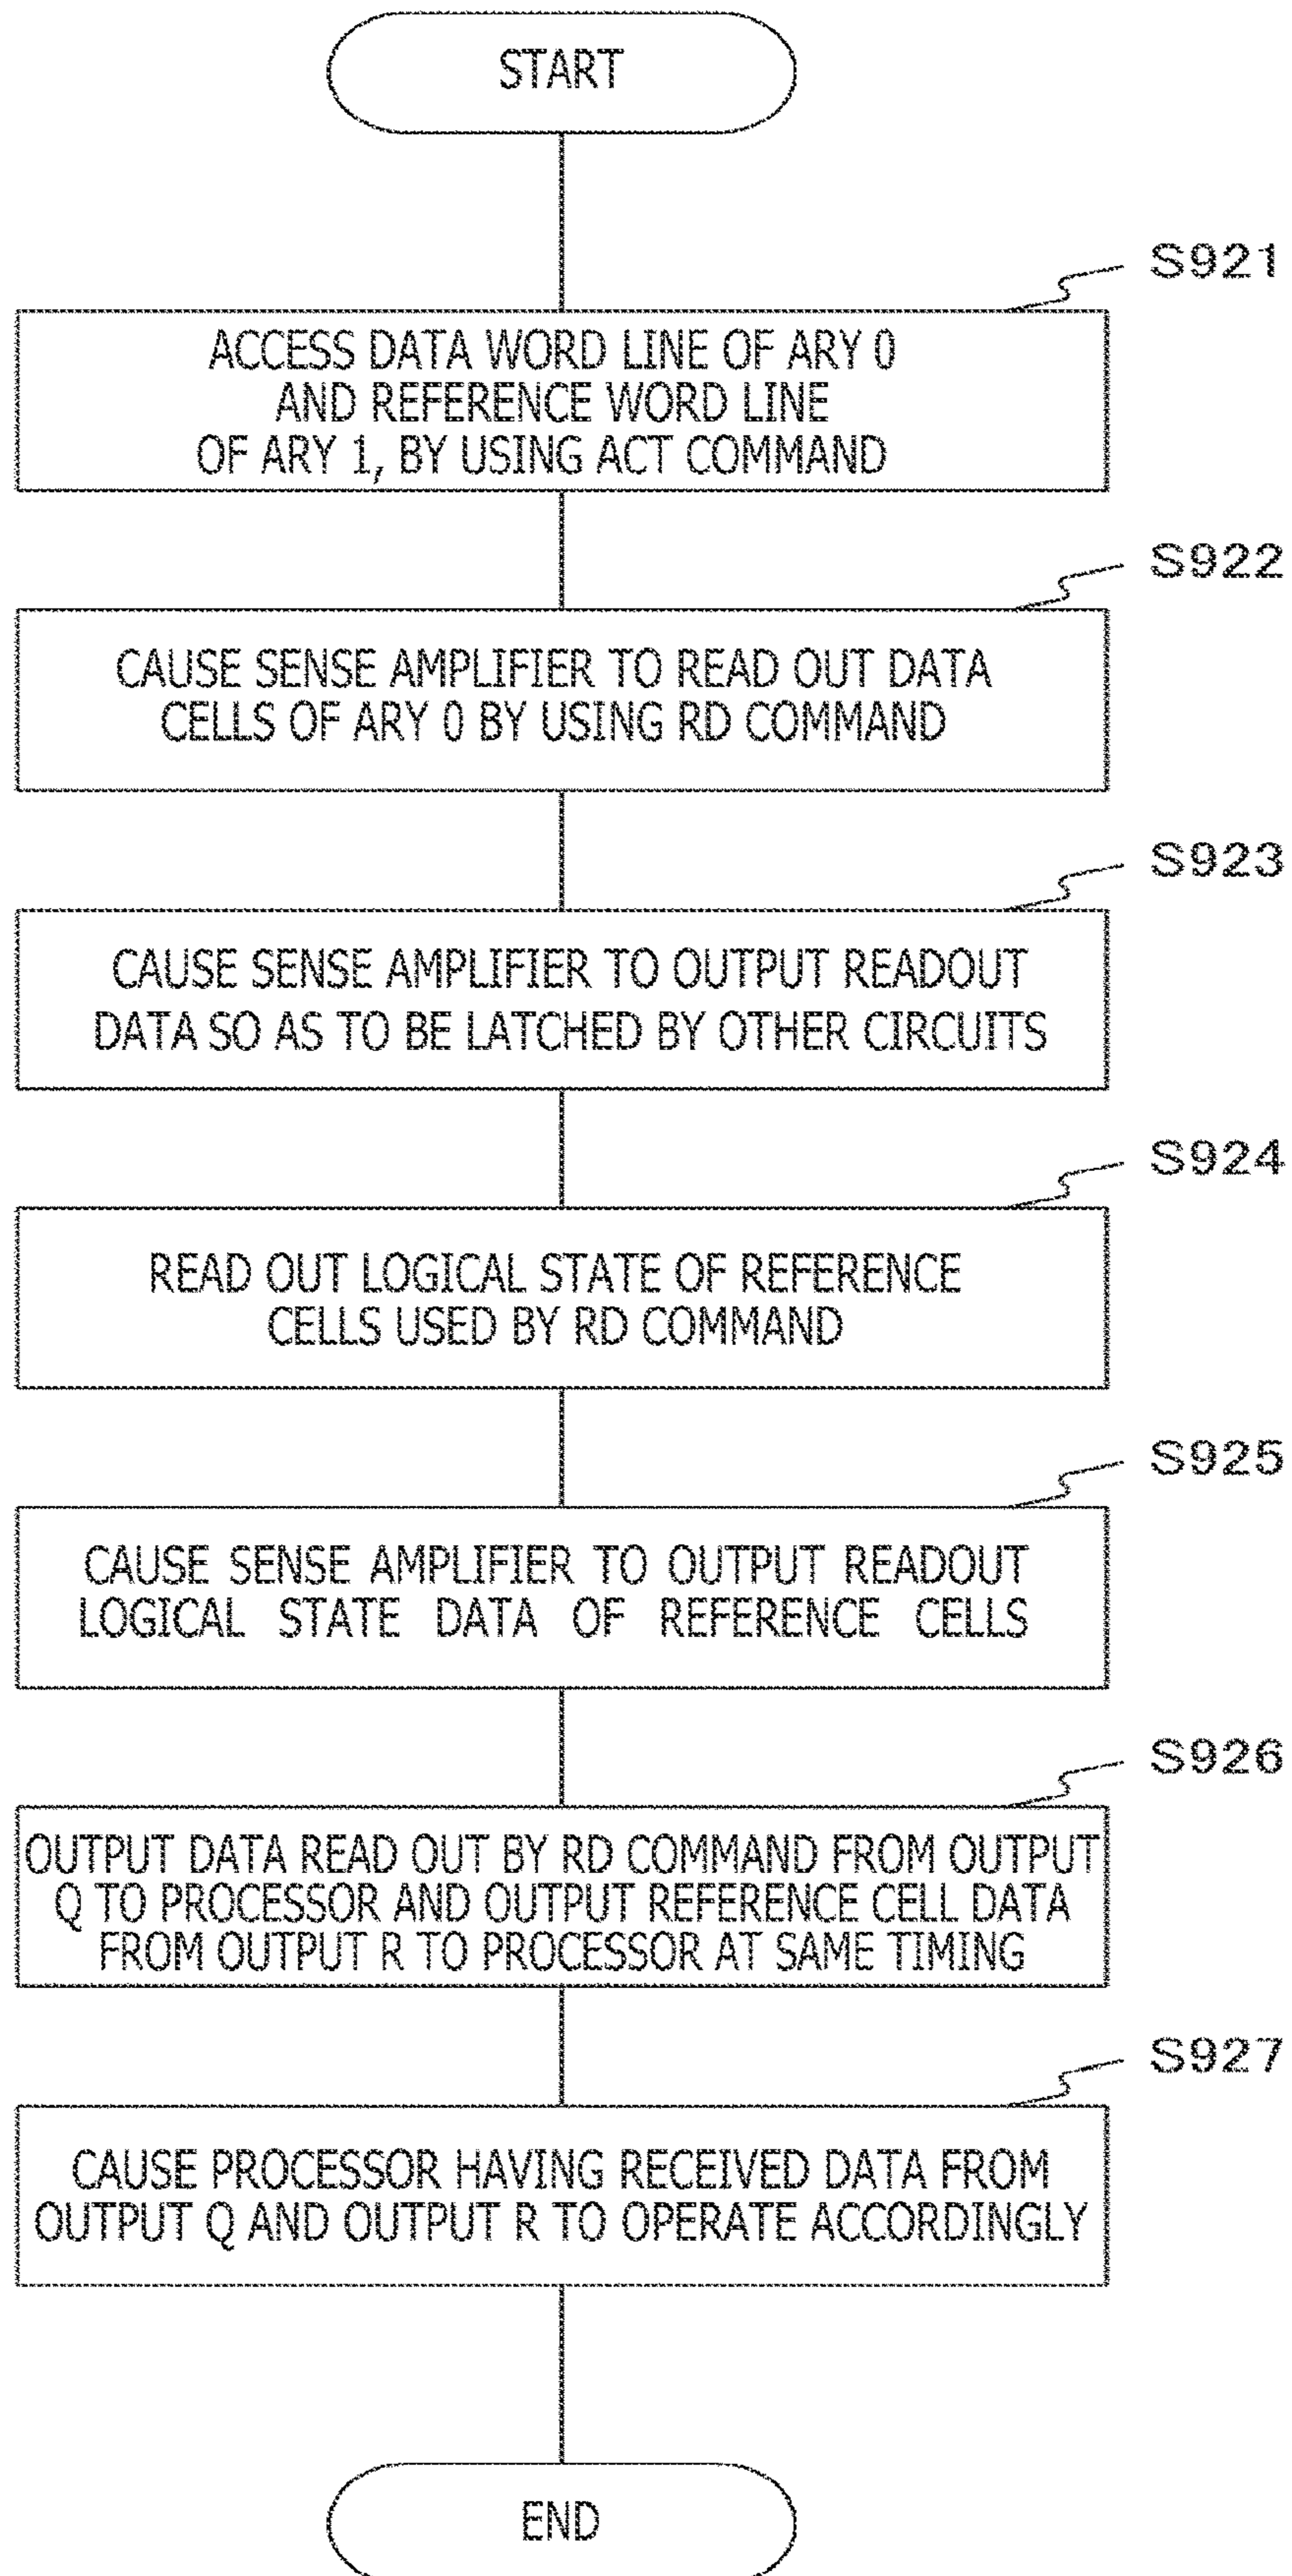 START
S921
ACCESS DATA WORD LINE OF ARY 0
AND REFERENCE WORD LINE
OF ARY 1, BY USING ACT COMMAND
S922
CAUSE SENSE AMPLIFIER TO READ OUT DATA
CELLS OF ARY 0 BY USING RD COMMAND
S923
CAUSE SENSE AMPLIFIER TO OUTPUT READOUT
DATA SO AS TO BE LATCHED BY OTHER CIRCUITS
S924
READ OUT LOGICAL STATE OF REFERENCE
CELLS USED BY RD COMMAND
S925
CAUSE SENSE AMPLIFIER TO OUTPUT READOUT
LOGICAL STATE DATA OF REFERENCE CELLS
S926
OUTPUT DATA READ OUT BY RD COMMAND FROM OUTPUT
Q TO PROCESSOR AND OUTPUT REFERENCE CELL DATA
FROM OUTPUT R TO PROCESSOR AT SAME TIMING
S927
CAUSE PROCESSOR HAVING RECEIVED DATA FROM
OUTPUT Q AND OUTPUT R TO OPERATE ACCORDINGLY
END